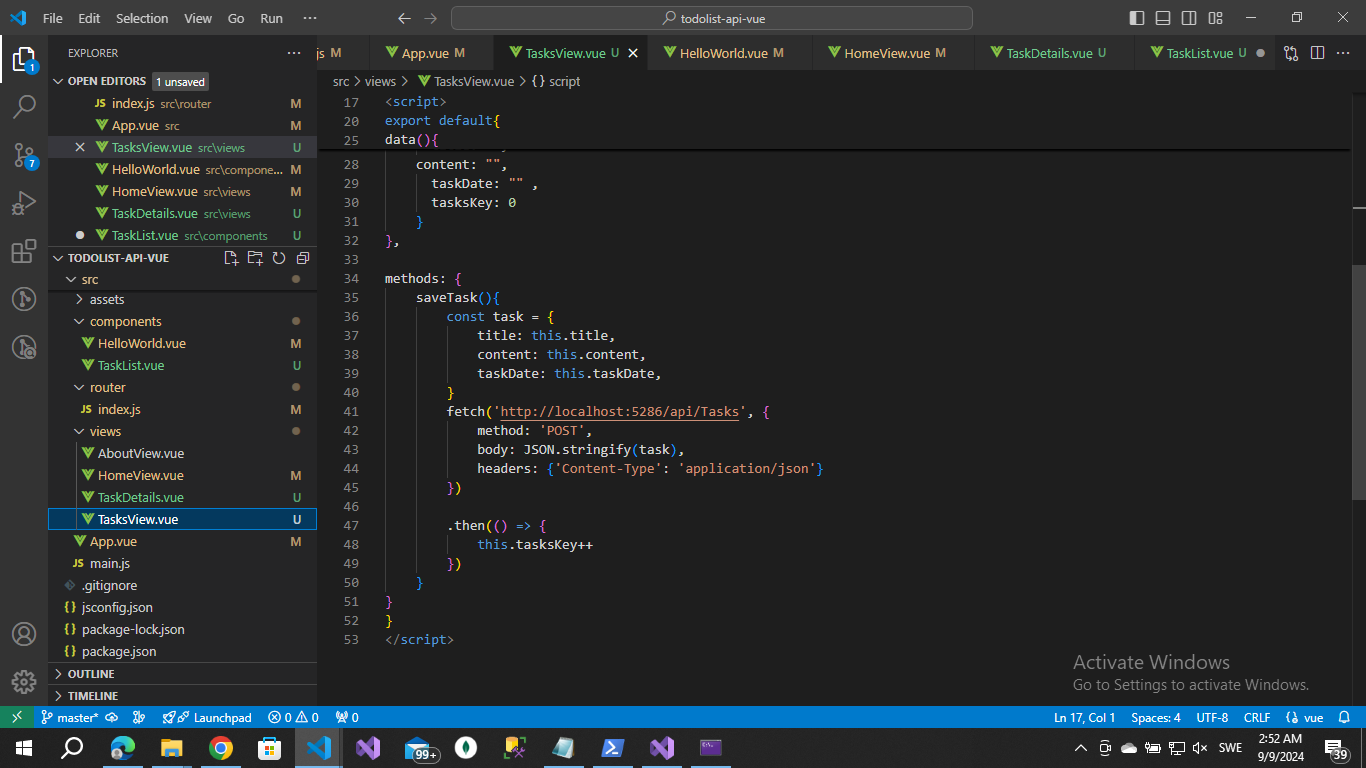 File Edit Selection View Go Run ··· todolist-api-vue
EXPLORER ···
OPEN EDITORS 1 unsaved
JS index.js src\router M
App.vue src M
TasksView.vue src\views U
HelloWorld.vue src\compone... M
HomeView.vue src\views M
TaskDetails.vue src\views U
TaskList.vue src\components U
TODOLIST-API-VUE
src
assets
components
HelloWorld.vue M
TaskList.vue U
router
JS index.js M
views
AboutView.vue
HomeView.vue M
TaskDetails.vue U
TasksView.vue U
App.vue M
JS main.js
.gitignore
{} jsconfig.json
{} package-lock.json
{} package.json
OUTLINE
TIMELINE
js M App.vue M TasksView.vue U HelloWorld.vue M HomeView.vue M TaskDetails.vue U TaskList.vue U ···
src > views > TasksView.vue > {} script
17 <script>
20 export default{
25 data(){
28 content: "",
29 taskDate: "" ,
30 tasksKey: 0
31 }
32 },
33
34 methods: {
35 saveTask(){
36 const task = {
37 title: this.title,
38 content: this.content,
39 taskDate: this.taskDate,
40 }
41 fetch('http://localhost:5286/api/Tasks', {
42 method: 'POST',
43 body: JSON.stringify(task),
44 headers: {'Content-Type': 'application/json'}
45 })
46
47 .then(() => {
48 this.tasksKey++
49 })
50 }
51 }
52 }
53 </script>
Activate Windows
Go to Settings to activate Windows.
master* Launchpad 0 0 0 Ln 17, Col 1 Spaces: 4 UTF-8 CRLF {} vue
1
7
99+
SWE
2:52 AM
9/9/2024
39